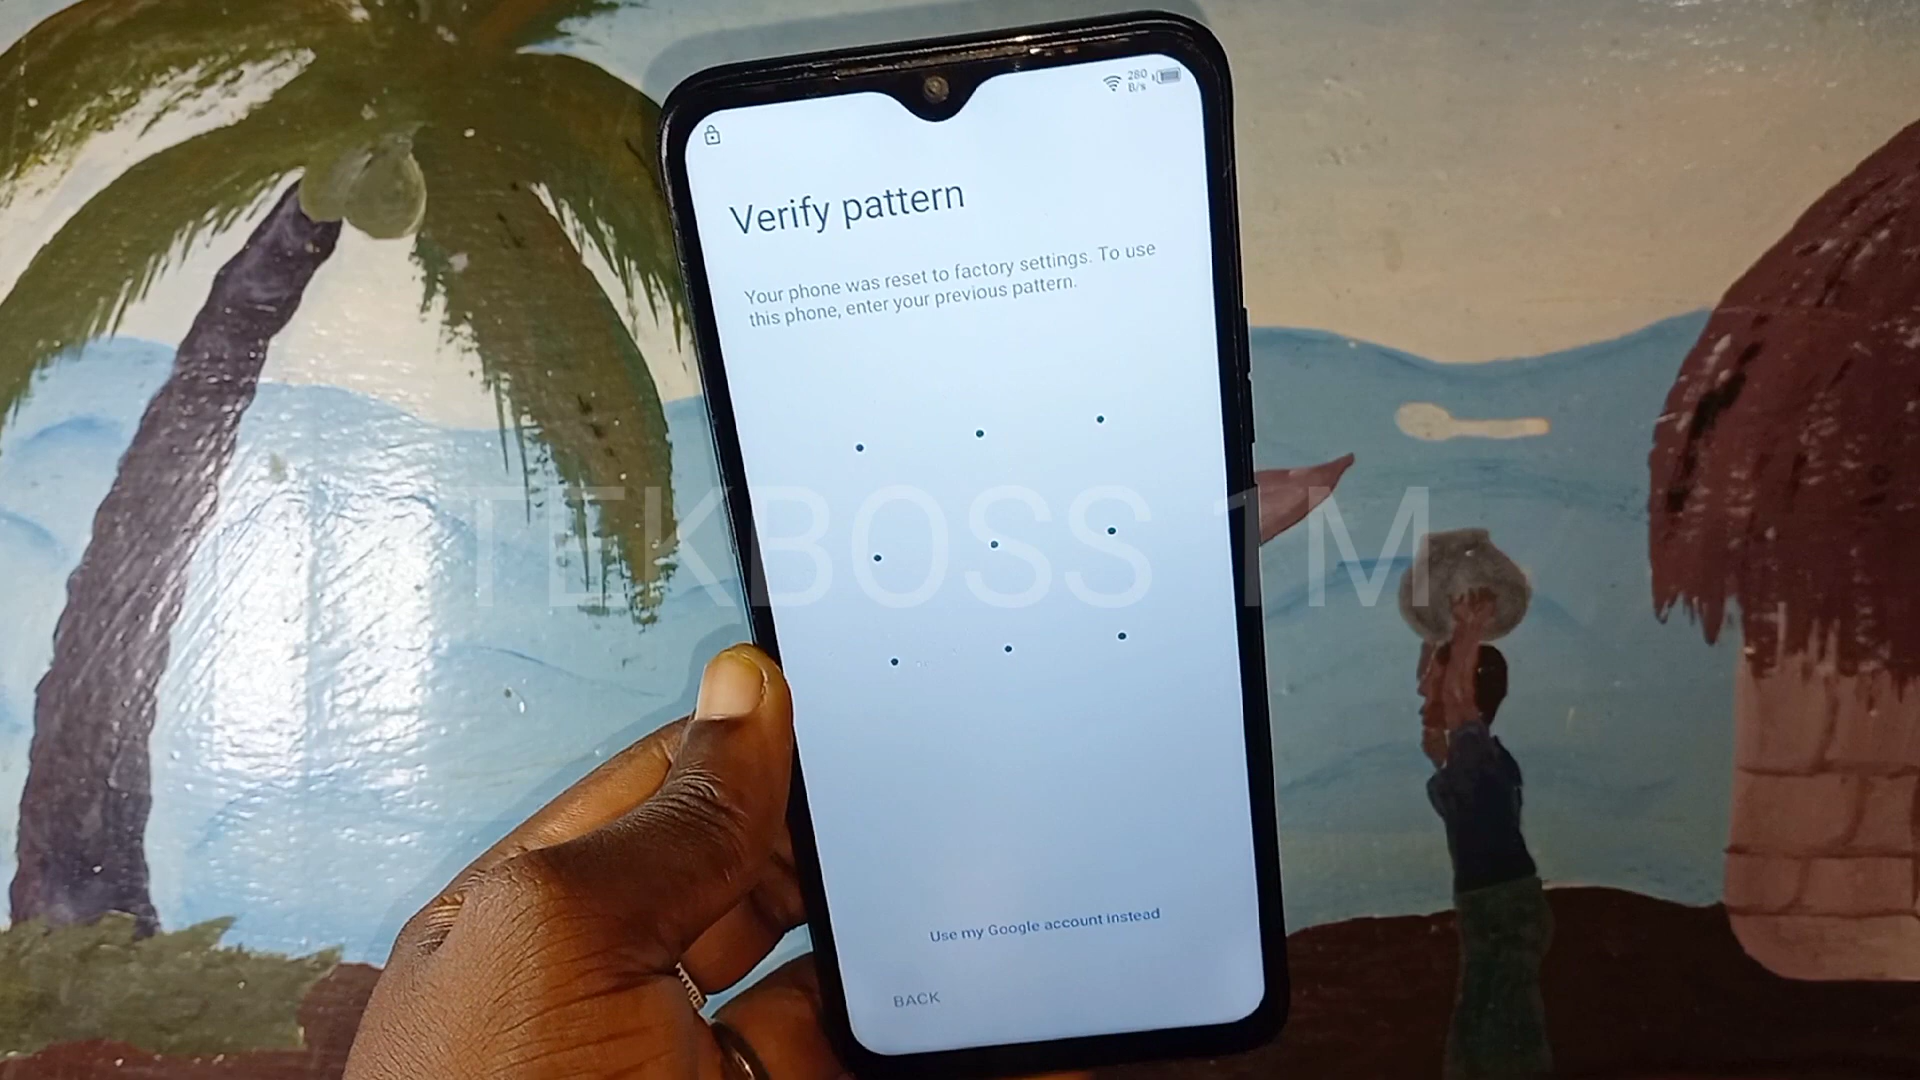 280
B/s
Verify pattern
Your phone was reset to factory settings. To use
this phone, enter your previous pattern.
TEKBOSS 1M
Use my Google account instead
BACK